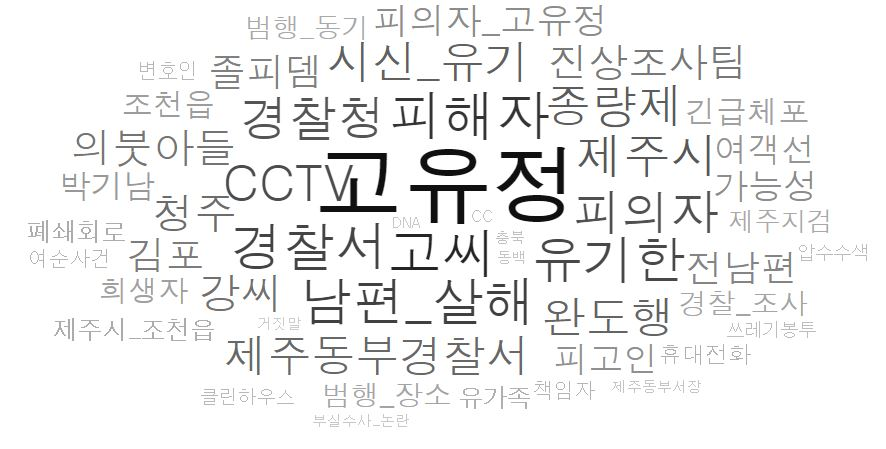 범행_동기 피의자_고유정
변호인 졸피뎀 시신_유기 진상조사팀
조천읍 경찰청 피해자 종량제 긴급체포
의붓아들 제주시 여객선
박기남 CCTV 고유정 가능성
청주 DNA CC 피의자 제주지검
폐쇄회로 충북
여순사건 김포 경찰서 고씨 동백 유기한 전남편 압수수색
희생자 강씨 남편_살해 완도행 경찰_조사
제주시_조천읍 거짓말 쓰레기봉투
제주동부경찰서 피고인 휴대전화
클린하우스 범행_장소 유가족 책임자 제주동부서장
부실수사_논란